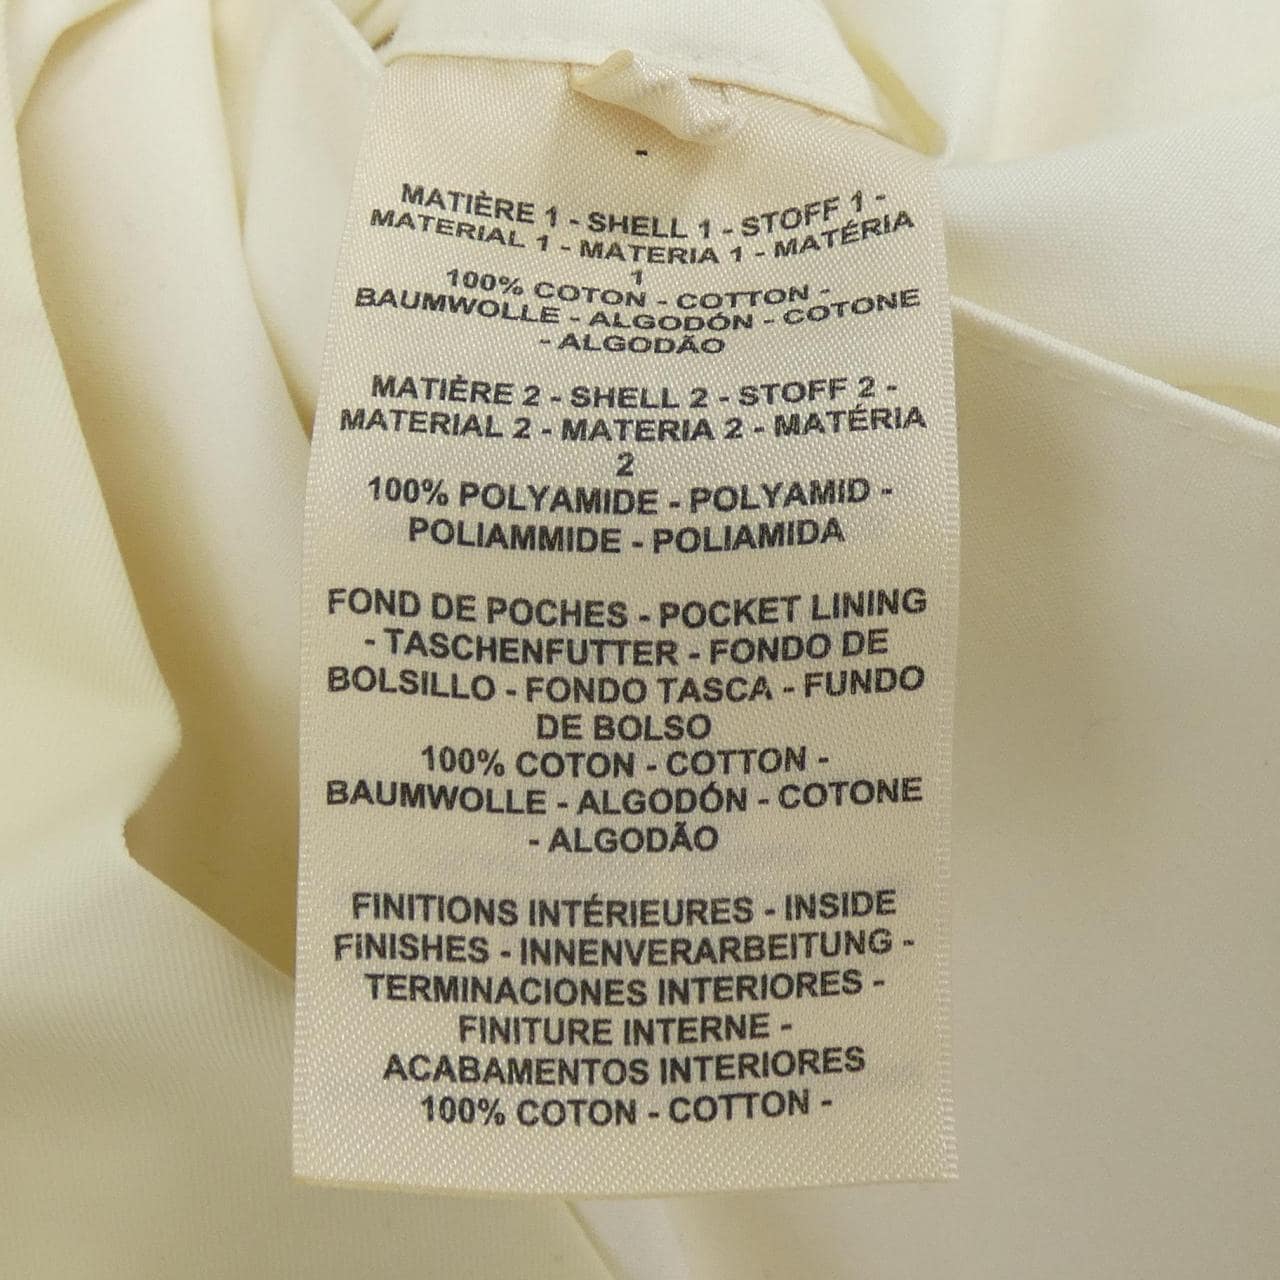 -
MATIÈRE 1 - SHELL 1 - STOFF 1 -
MATERIAL 1 - MATERIA 1 - MATÉRIA
1
100% COTON - COTTON -
BAUMWOLLE - ALGODÓN - COTONE
- ALGODÃO
MATIÈRE 2 - SHELL 2 - STOFF 2 -
MATERIAL 2 - MATERIA 2 - MATÉRIA
2
100% POLYAMIDE - POLYAMID -
POLIAMMIDE - POLIAMIDA
FOND DE POCHES - POCKET LINING
- TASCHENFUTTER - FONDO DE
BOLSILLO - FONDO TASCA - FUNDO
DE BOLSO
100% COTON - COTTON -
BAUMWOLLE - ALGODÓN - COTONE
- ALGODÃO
FINITIONS INTÉRIEURES - INSIDE
FINISHES - INNENVERARBEITUNG -
TERMINACIONES INTERIORES -
FINITURE INTERNE -
ACABAMENTOS INTERIORES
100% COTON - COTTON -